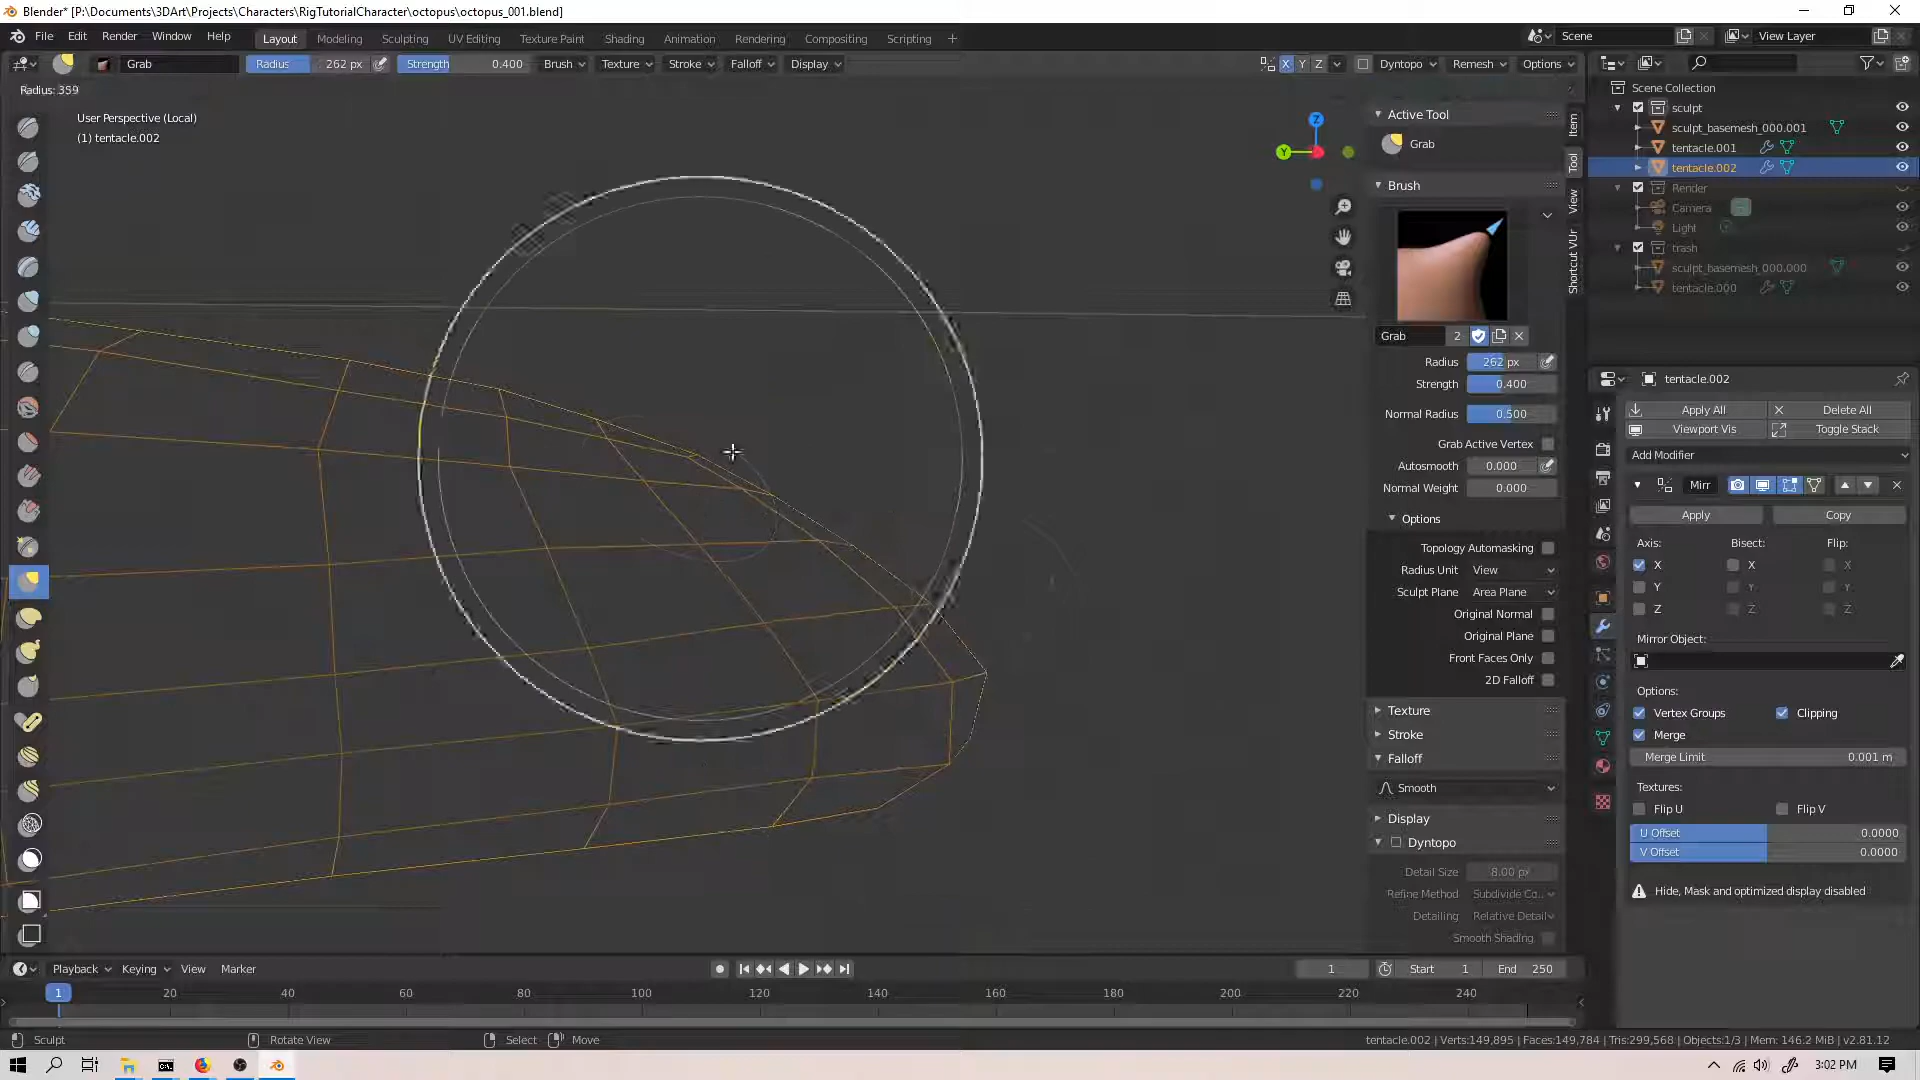 Blender* [P:\Documents\3DArt\Projects\Characters\RigTutorialCharacter\octopus\octopus_001.blend]
File Edit Render Window Help Layout Modeling Sculpting UV Editing Texture Paint Shading Animation Rendering Compositing Scripting + Scene View Layer
Grab Radius 262 px Strength 0.400 Brush Texture Stroke Falloff Display X Y Z Dyntopo Remesh Options
Radius: 359
User Perspective (Local)
(1) tentacle.002
Z
Y
Active Tool
Grab
Brush
Grab 2
Radius 262 px
Strength 0.400
Normal Radius 0.500
Grab Active Vertex
Autosmooth 0.000
Normal Weight 0.000
Options
Topology Automasking
Radius Unit View
Sculpt Plane Area Plane
Original Normal
Original Plane
Front Faces Only
2D Falloff
Texture
Stroke
Falloff
Smooth
Display
Dyntopo
Detail Size 8.00 px
Refine Method Subdivide Co..
Detailing Relative Detail
Smooth Shading
Item
Tool
View
Shortcut VUr
Scene Collection
sculpt
sculpt_basemesh_000.001
tentacle.001
tentacle.002
Render
Camera
Light
trash
sculpt_basemesh_000.000
tentacle.000
tentacle.002
Apply All Delete All
Viewport Vis Toggle Stack
Add Modifier
Mirr
Apply Copy
Axis: Bisect: Flip:
X X X
Y Y Y
Z Z Z
Mirror Object:
Options:
Vertex Groups Clipping
Merge
Merge Limit 0.001 m
Textures:
Flip U Flip V
U Offset 0.0000
V Offset 0.0000
Hide, Mask and optimized display disabled
Playback Keying View Marker 1 Start 1 End 250
1 20 40 60 80 100 120 140 160 180 200 220 240
Sculpt Rotate View Select Move tentacle.002 | Verts:149,895 | Faces:149,784 | Tris:299,568 | Objects:1/3 | Mem: 146.2 MiB | v2.81.12
3:02 PM